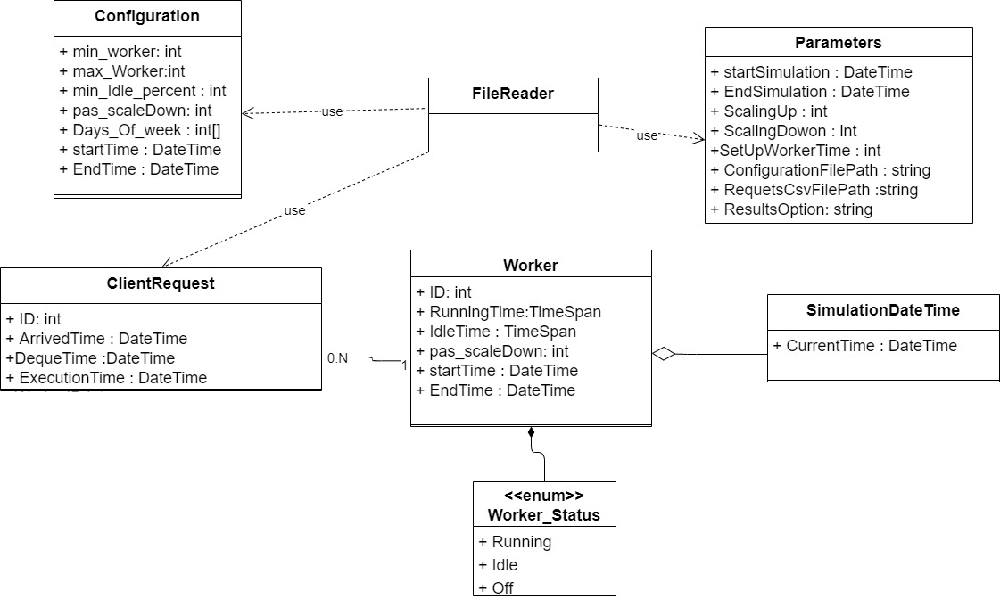 Configuration
+ min_worker: int
+ max_Worker:int
+ min_Idle_percent : int
+ pas_scaleDown: int
+ Days_Of_week : int[]
+ startTime : DateTime
+ EndTime : DateTime
FileReader
Parameters
+ startSimulation : DateTime
+ EndSimulation : DateTime
+ ScalingUp : int
+ ScalingDowon : int
+SetUpWorkerTime : int
+ ConfigurationFilePath : string
+ RequetsCsvFilePath :string
+ ResultsOption: string
use
use
use
ClientRequest
+ ID: int
+ ArrivedTime : DateTime
+DequeTime :DateTime
+ ExecutionTime : DateTime
0.N
1
Worker
+ ID: int
+ RunningTime:TimeSpan
+ IdleTime : TimeSpan
+ pas_scaleDown: int
+ startTime : DateTime
+ EndTime : DateTime
SimulationDateTime
+ CurrentTime : DateTime
<<enum>>
Worker_Status
+ Running
+ Idle
+ Off